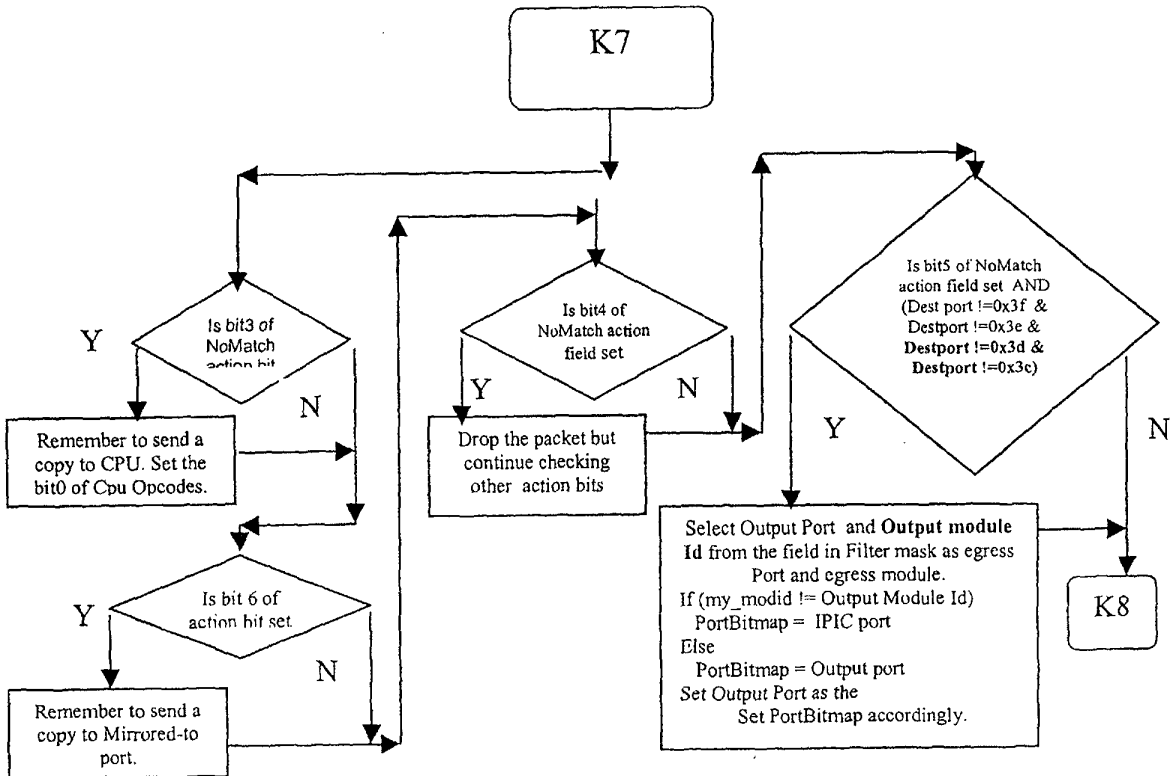 K7
Is bit3 of
NoMatch
action bit
Y
N
Remember to send a
copy to CPU. Set the
bit0 of Cpu Opcodes.
Is bit 6 of
action bit set
Y
N
Remember to send a
copy to Mirrored-to
port.
Is bit4 of
NoMatch action
field set
Y
N
Drop the packet but
continue checking
other action bits
Is bit5 of NoMatch
action field set AND
(Dest port !=0x3f &
Destport !=0x3e &
Destport !=0x3d &
Destport !=0x3c)
Y
N
Select Output Port and Output module
Id from the field in Filter mask as egress
Port and egress module.
If (my_modid != Output Module Id)
PortBitmap = IPIC port
Else
PortBitmap = Output port
Set Output Port as the
Set PortBitmap accordingly.
K8